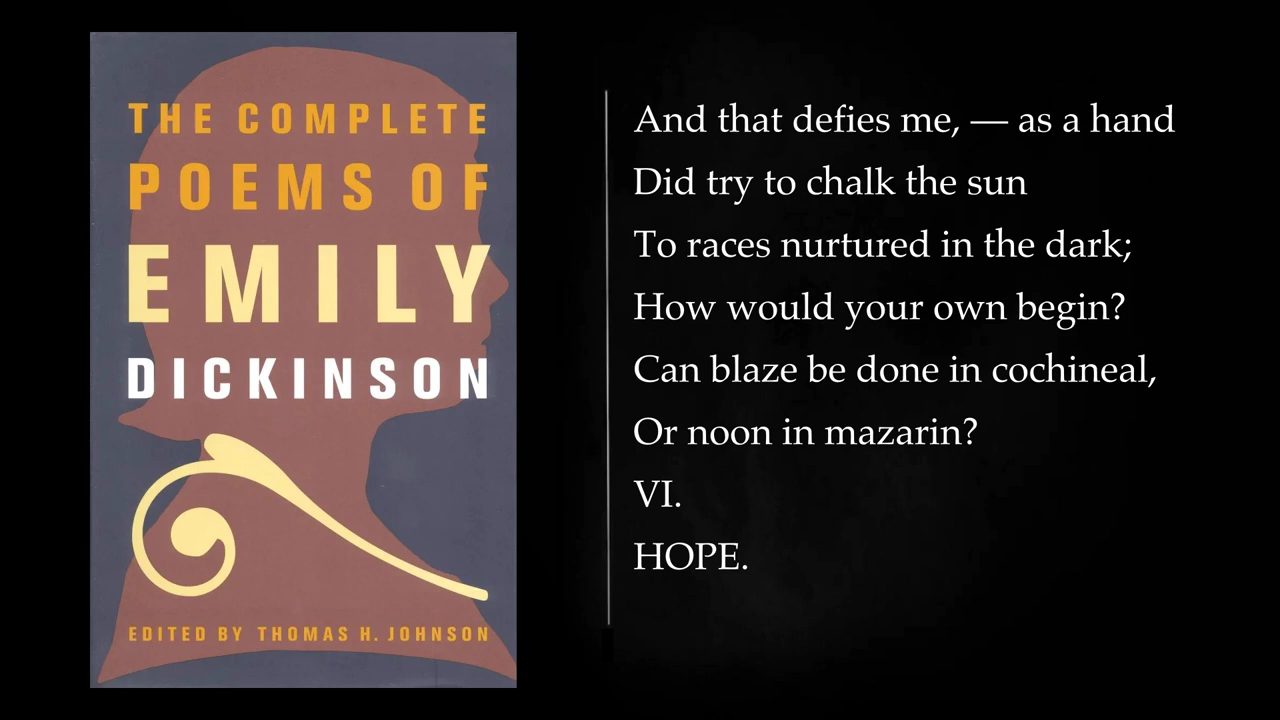 THE COMPLETE
POEMS OF
EMILY
DICKINSON
EDITED BY THOMAS H. JOHNSON
And that defies me, — as a hand
Did try to chalk the sun
To races nurtured in the dark;
How would your own begin?
Can blaze be done in cochineal,
Or noon in mazarin?
VI.
HOPE.